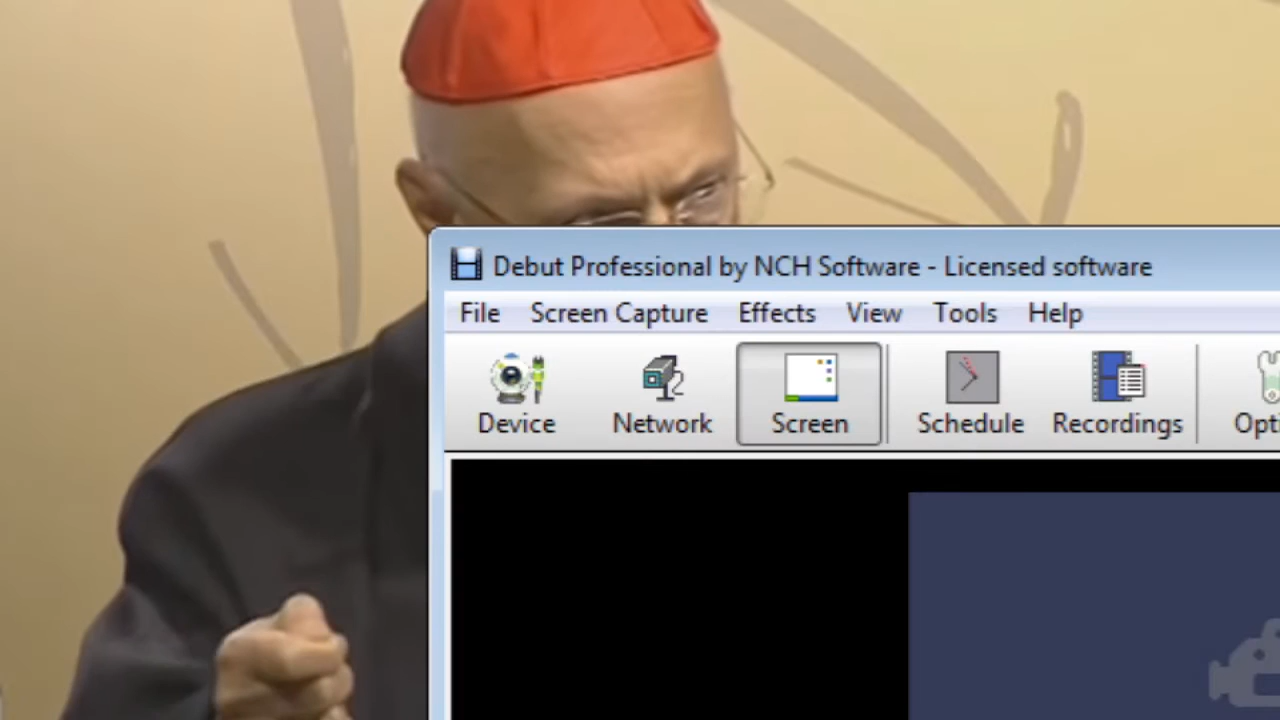 Debut Professional by NCH Software - Licensed software
File Screen Capture Effects View Tools Help
Device Network Screen Schedule Recordings Opti